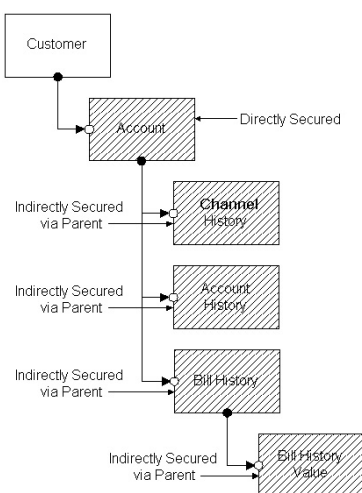 Customer
Account
Directly Secured
Indirectly Secured
via Parent
Channel
History
Indirectly Secured
via Parent
Account
History
Indirectly Secured
via Parent
Bill History
Indirectly Secured
via Parent
Bill History
Value